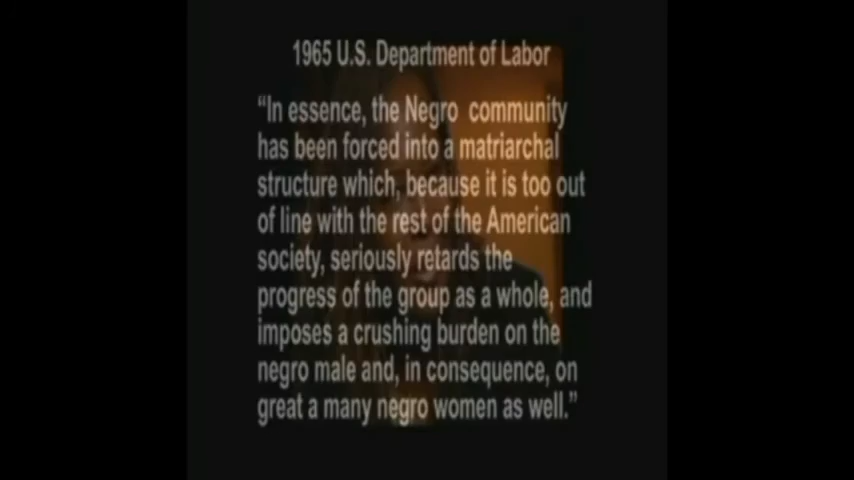 1965 U.S. Department of Labor
“In essence, the Negro community
has been forced into a matriarchal
structure which, because it is too out
of line with the rest of the American
society, seriously retards the
progress of the group as a whole, and
imposes a crushing burden on the
negro male and, in consequence, on
great a many negro women as well.”